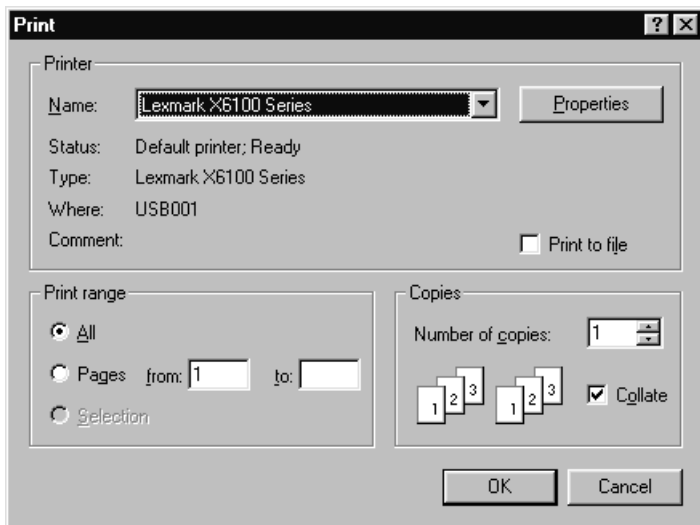 Print
Printer
Name: Lexmark X6100 Series Properties
Status: Default printer; Ready
Type: Lexmark X6100 Series
Where: USB001
Comment: Print to file
Print range
All
Pages from: 1 to:
Selection
Copies
Number of copies: 1
1 2 3 1 2 3 Collate
OK Cancel